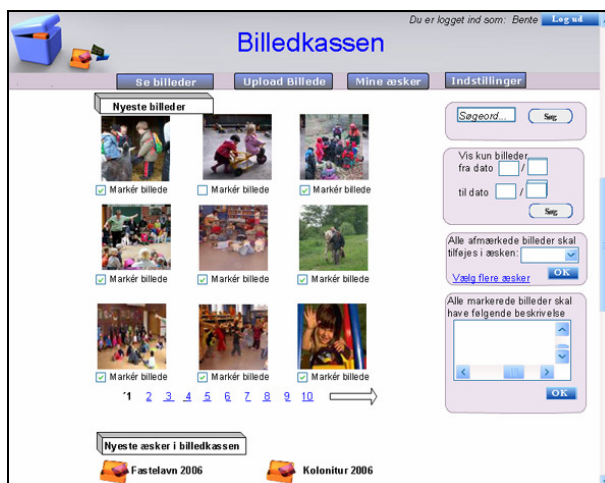 Du er logget ind som: Bente Log ud
Billedkassen
Se billeder Upload Billede Mine æsker Indstillinger
Nyeste billeder
Søgeord... Søg
Markér billede Markér billede Markér billede
Vis kun billeder
fra dato /
til dato /
Søg
Markér billede Markér billede Markér billede
Alle afmærkede billeder skal
tilføjes i æsken:
Vælg flere æsker OK
Alle markerede billeder skal
have følgende beskrivelse
Markér billede Markér billede Markér billede
'1 2 3 4 5 6 7 8 9 10
OK
Nyeste æsker i billedkassen
Fastelavn 2006 Kolonitur 2006